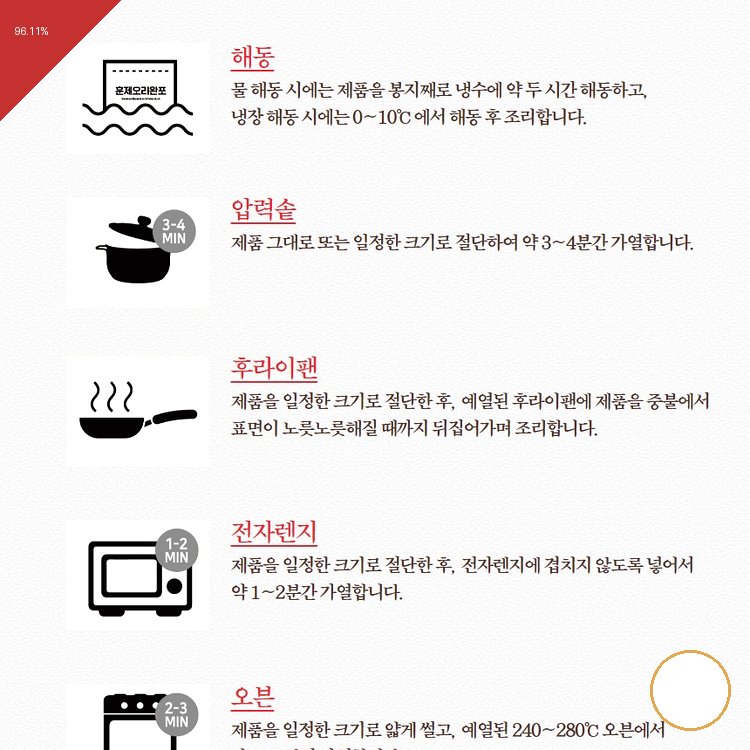 96.11%
해동
훈제오리완포
물 해동 시에는 제품을 봉지째로 냉수에 약 두 시간 해동하고,
냉장 해동 시에는 0~10℃ 에서 해동 후 조리합니다.
압력솥
3-4
MIN
제품 그대로 또는 일정한 크기로 절단하여 약 3~4분간 가열합니다.
후라이팬
제품을 일정한 크기로 절단한 후, 예열된 후라이팬에 제품을 중불에서
표면이 노릇노릇해질 때까지 뒤집어가며 조리합니다.
전자렌지
1-2
MIN
제품을 일정한 크기로 절단한 후, 전자렌지에 겹치지 않도록 넣어서
약 1~2분간 가열합니다.
오븐
2-3
MIN
제품을 일정한 크기로 얇게 썰고, 예열된 240~280℃ 오븐에서